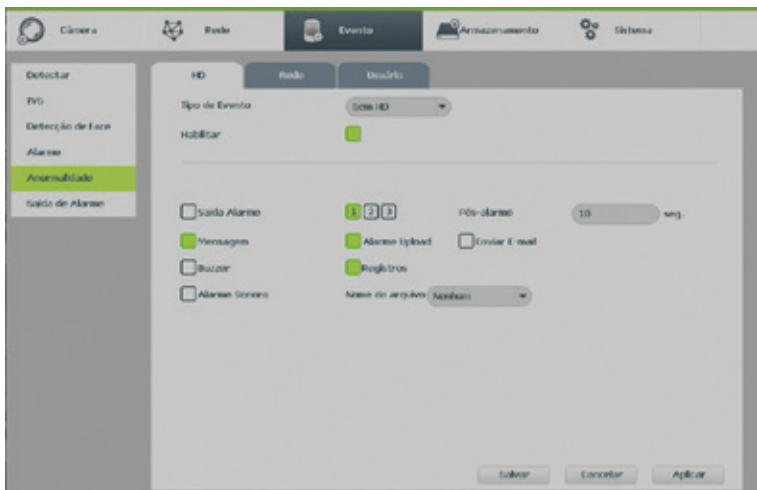 Câmera Rede Evento Armazenamento Sistema
Detectar
IVS
Detecção de Face
Alarme
Anormalidade
Saída de Alarme
HD Rede Usuário
Tipo de Evento Sem HD
Habilitar
Saída Alarme 1 2 3 Pós-alarme 10 seg.
Mensagem Alarme Upload Enviar E-mail
Buzzer Registros
Alarme Sonoro Nome do arquivo Nenhum
Salvar Cancelar Aplicar